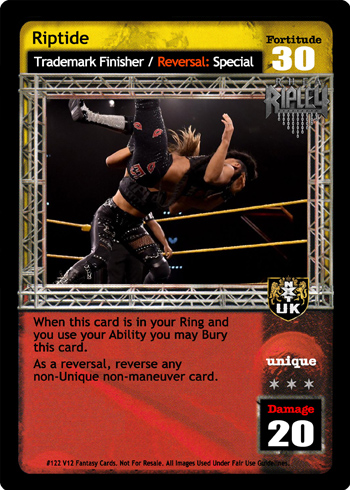 Riptide
Fortitude
30
Trademark Finisher / Reversal: Special
RHEA
RIPLEY
NXT
UK
When this card is in your Ring and
you use your Ability you may Bury
this card.
As a reversal, reverse any
non-Unique non-maneuver card.
unique
Damage
20
#122 V12 Fantasy Cards. Not For Resale. All Images Used Under Fair Use Guidelines.